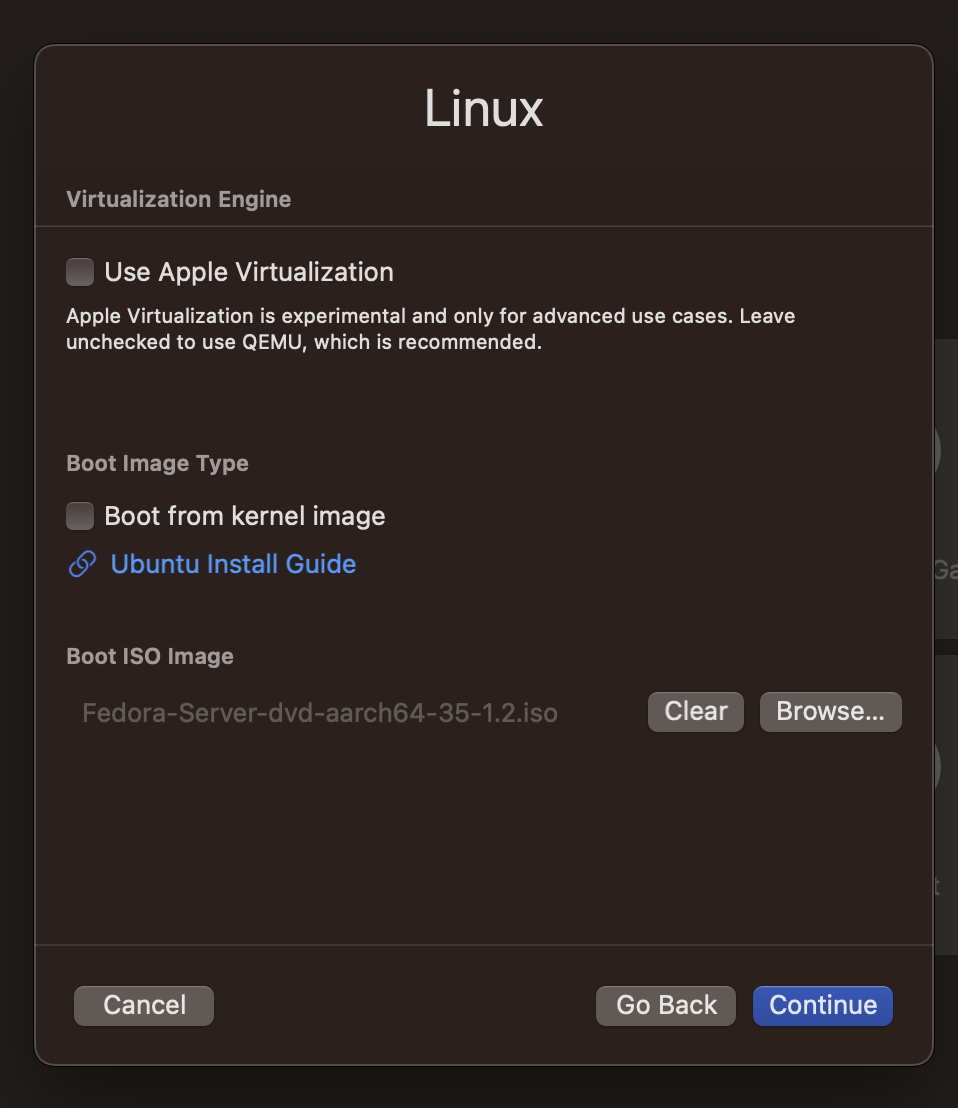 Linux
Virtualization Engine
Use Apple Virtualization
Apple Virtualization is experimental and only for advanced use cases. Leave
unchecked to use QEMU, which is recommended.
Boot Image Type
Boot from kernel image
Ubuntu Install Guide
Boot ISO Image
Fedora-Server-dvd-aarch64-35-1.2.iso
Clear
Browse...
Cancel
Go Back
Continue